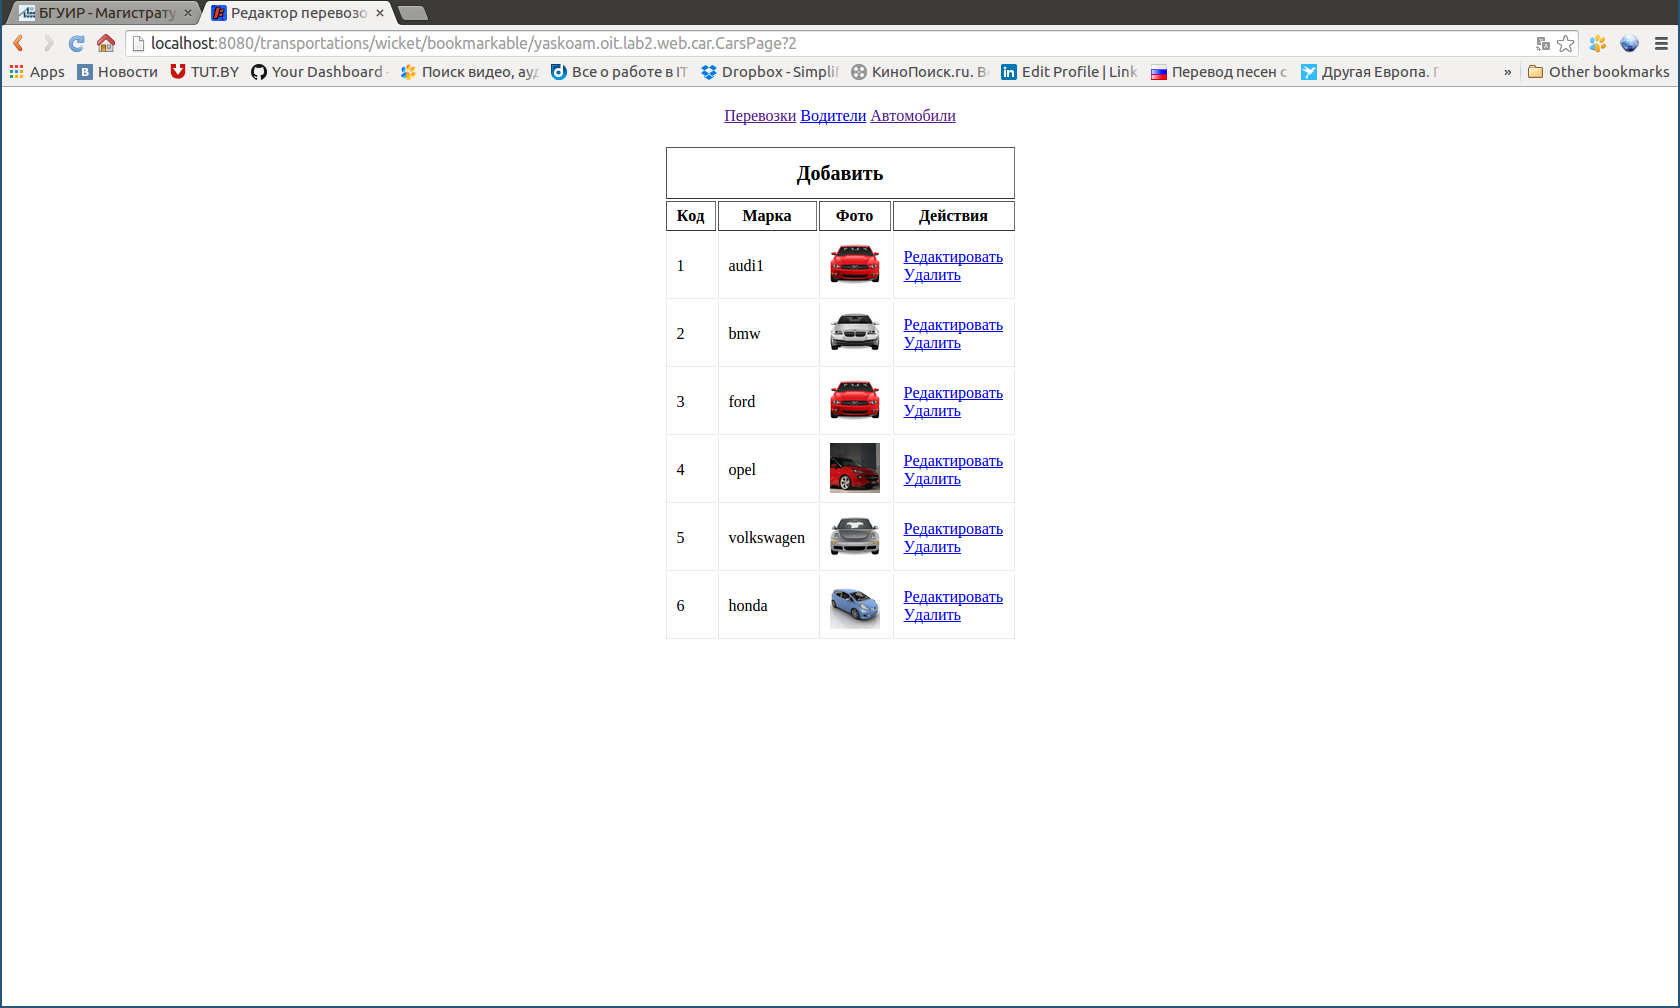 БГУИР - Магистрату
Редактор перевозо
localhost:8080/transportations/wicket/bookmarkable/yaskoam.oit.lab2.web.car.CarsPage?2
Apps Новости TUT.BY Your Dashboard Поиск видео, ауд Все о работе в IT Dropbox - Simplif КиноПоиск.ru. В Edit Profile | Link Перевод песен с Другая Европа. Г » Other bookmarks
Перевозки Водители Автомобили
Добавить
Код Марка Фото Действия
1 audi1 Редактировать
Удалить
2 bmw Редактировать
Удалить
3 ford Редактировать
Удалить
4 opel Редактировать
Удалить
5 volkswagen Редактировать
Удалить
6 honda Редактировать
Удалить